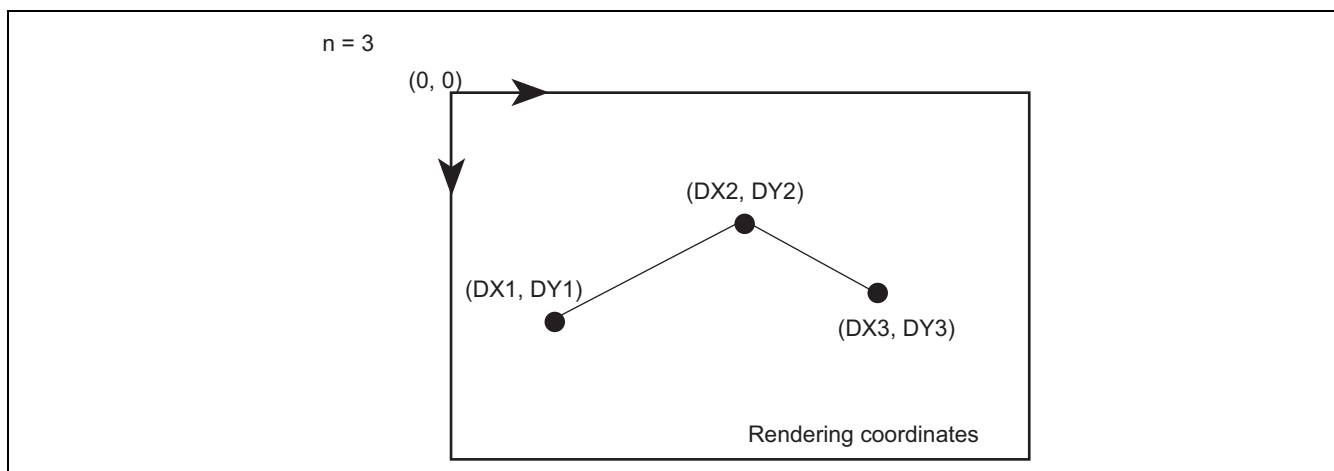 n = 3
(0, 0)
(DX2, DY2)
(DX1, DY1)
(DX3, DY3)
Rendering coordinates